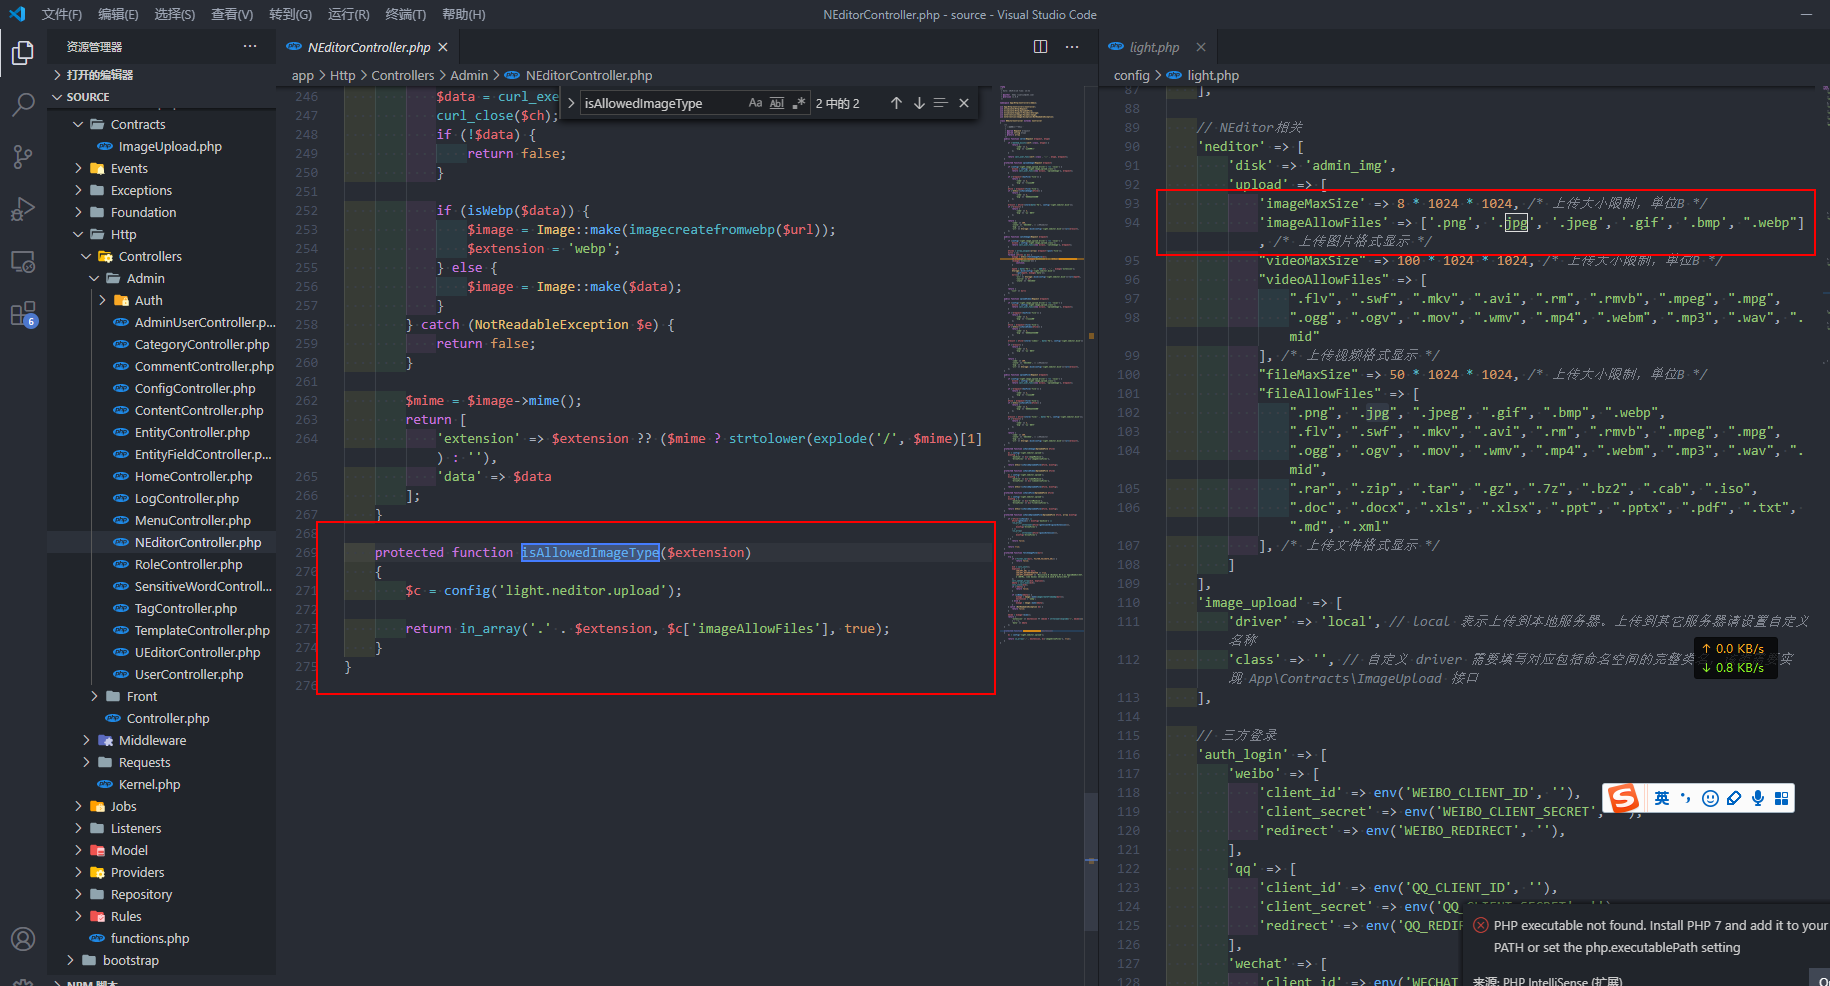 文件(F) 编辑(E) 选择(S) 查看(V) 转到(G) 运行(R) 终端(T) 帮助(H)
NEditorController.php - source - Visual Studio Code
资源管理器 ···
打开的编辑器
SOURCE
Contracts
ImageUpload.php
Events
Exceptions
Foundation
Http
Controllers
Admin
Auth
AdminUserController.p...
CategoryController.php
CommentController.php
ConfigController.php
ContentController.php
EntityController.php
EntityFieldController.p...
HomeController.php
LogController.php
MenuController.php
NEditorController.php
RoleController.php
SensitiveWordControll...
TagController.php
TemplateController.php
UEditorController.php
UserController.php
Front
Controller.php
Middleware
Requests
Kernel.php
Jobs
Listeners
Model
Providers
Repository
Rules
functions.php
bootstrap
NPM 脚本
6
NEditorController.php
app > Http > Controllers > Admin > NEditorController.php
isAllowedImageType Aa Abl .* 2 中的 2
246 $data = curl_exe
247 curl_close($ch);
248 if (!$data) {
249 return false;
250 }
251
252 if (isWebp($data)) {
253 $image = Image::make(imagecreatefromwebp($url));
254 $extension = 'webp';
255 } else {
256 $image = Image::make($data);
257 }
258 } catch (NotReadableException $e) {
259 return false;
260 }
261
262 $mime = $image->mime();
263 return [
264 'extension' => $extension ?? ($mime ? strtolower(explode('/', $mime)[1]
) : ''),
265 'data' => $data
266 ];
267 }
268
269 protected function isAllowedImageType($extension)
270 {
271 $c = config('light.neditor.upload');
272
273 return in_array('.' . $extension, $c['imageAllowFiles'], true);
274 }
275 }
276
light.php
config > light.php
87 ],
88
89 // NEditor相关
90 'neditor' => [
91 'disk' => 'admin_img',
92 'upload' => [
93 'imageMaxSize' => 8 * 1024 * 1024, /* 上传大小限制，单位B */
94 'imageAllowFiles' => ['.png', '.jpg', '.jpeg', '.gif', '.bmp', ".webp"]
, /* 上传图片格式显示 */
95 "videoMaxSize" => 100 * 1024 * 1024, /* 上传大小限制，单位B */
96 "videoAllowFiles" => [
97 ".flv", ".swf", ".mkv", ".avi", ".rm", ".rmvb", ".mpeg", ".mpg",
98 ".ogg", ".ogv", ".mov", ".wmv", ".mp4", ".webm", ".mp3", ".wav", ".
mid"
99 ], /* 上传视频格式显示 */
100 "fileMaxSize" => 50 * 1024 * 1024, /* 上传大小限制，单位B */
101 "fileAllowFiles" => [
102 ".png", ".jpg", ".jpeg", ".gif", ".bmp", ".webp",
103 ".flv", ".swf", ".mkv", ".avi", ".rm", ".rmvb", ".mpeg", ".mpg",
104 ".ogg", ".ogv", ".mov", ".wmv", ".mp4", ".webm", ".mp3", ".wav", ".
mid",
105 ".rar", ".zip", ".tar", ".gz", ".7z", ".bz2", ".cab", ".iso",
106 ".doc", ".docx", ".xls", ".xlsx", ".ppt", ".pptx", ".pdf", ".txt",
".md", ".xml"
107 ], /* 上传文件格式显示 */
108 ]
109 ],
110 'image_upload' => [
111 'driver' => 'local', // local 表示上传到本地服务器。上传到其它服务器请设置自定义
名称
112 'class' => '', // 自定义 driver 需要填写对应包括命名空间的完整类
现 App\Contracts\ImageUpload 接口
113 ],
114
115 // 三方登录
116 'auth_login' => [
117 'weibo' => [
118 'client_id' => env('WEIBO_CLIENT_ID', ''),
119 'client_secret' => env('WEIBO_CLIENT_SECRET',
120 'redirect' => env('WEIBO_REDIRECT', ''),
121 ],
122 'qq' => [
123 'client_id' => env('QQ_CLIENT_ID', ''),
124 'client_secret' => env('QQ_CLIENT_SECRET', '')
125 'redirect' => env('QQ_REDIR
126 ],
127 'wechat' => [
128 'client_id' => env('WECHAT
↑ 0.0 KB/s
↓ 0.8 KB/s
S 英
PHP executable not found. Install PHP 7 and add it to your
PATH or set the php.executablePath setting
来源: PHP IntelliSense (扩展)